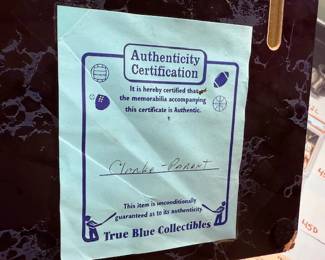 Authenticity
Certification
It is hereby certified that
the memorabilia accompanying
this certificate is Authentic.
Parent
This item is unconditionally
guaranteed as to its authenticity
True Blue Collectibles